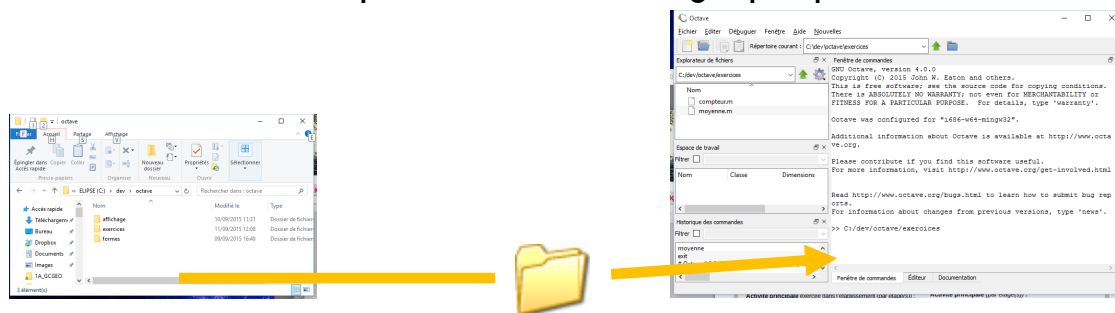 octave
Fichier Accueil Partage Affichage
Épingler dans Accès rapide
Copier
Coller
Nouveau dossier
Propriétés
Sélectionner
Presse-papiers Organiser Nouveau Ouvrir
ELIPSE (C:) > dev > octave
Rechercher dans : octave
Nom Modifié le Type
Accès rapide
Téléchargem
Bureau
Dropbox
Documents
Images
1A_GCGEO
affichage 10/09/2015 11:31 Dossier de fichier
exercices 11/09/2015 12:08 Dossier de fichier
formes 09/09/2015 16:49 Dossier de fichier
3 élément(s)
Octave
Fichier Editer Débuguer Fenêtre Aide Nouvelles
Répertoire courant : C:\dev\octave\exercices
Explorateur de fichiers
C:/dev/octave/exercices
Nom
compteur.m
moyenne.m
Espace de travail
Filtrer
Nom Classe Dimensions
Historique des commandes
Filtrer
moyenne
exit
Fenêtre de commandes
GNU Octave, version 4.0.0
Copyright (C) 2015 John W. Eaton and others.
This is free software; see the source code for copying conditions.
There is ABSOLUTELY NO WARRANTY; not even for MERCHANTABILITY or
FITNESS FOR A PARTICULAR PURPOSE. For details, type 'warranty'.
Octave was configured for "i686-w64-mingw32".
Additional information about Octave is available at http://www.octa
ve.org.
Please contribute if you find this software useful.
For more information, visit http://www.octave.org/get-involved.html
Read http://www.octave.org/bugs.html to learn how to submit bug rep
orts.
For information about changes from previous versions, type 'news'.
>> C:/dev/octave/exercices
Fenêtre de commandes Éditeur Documentation